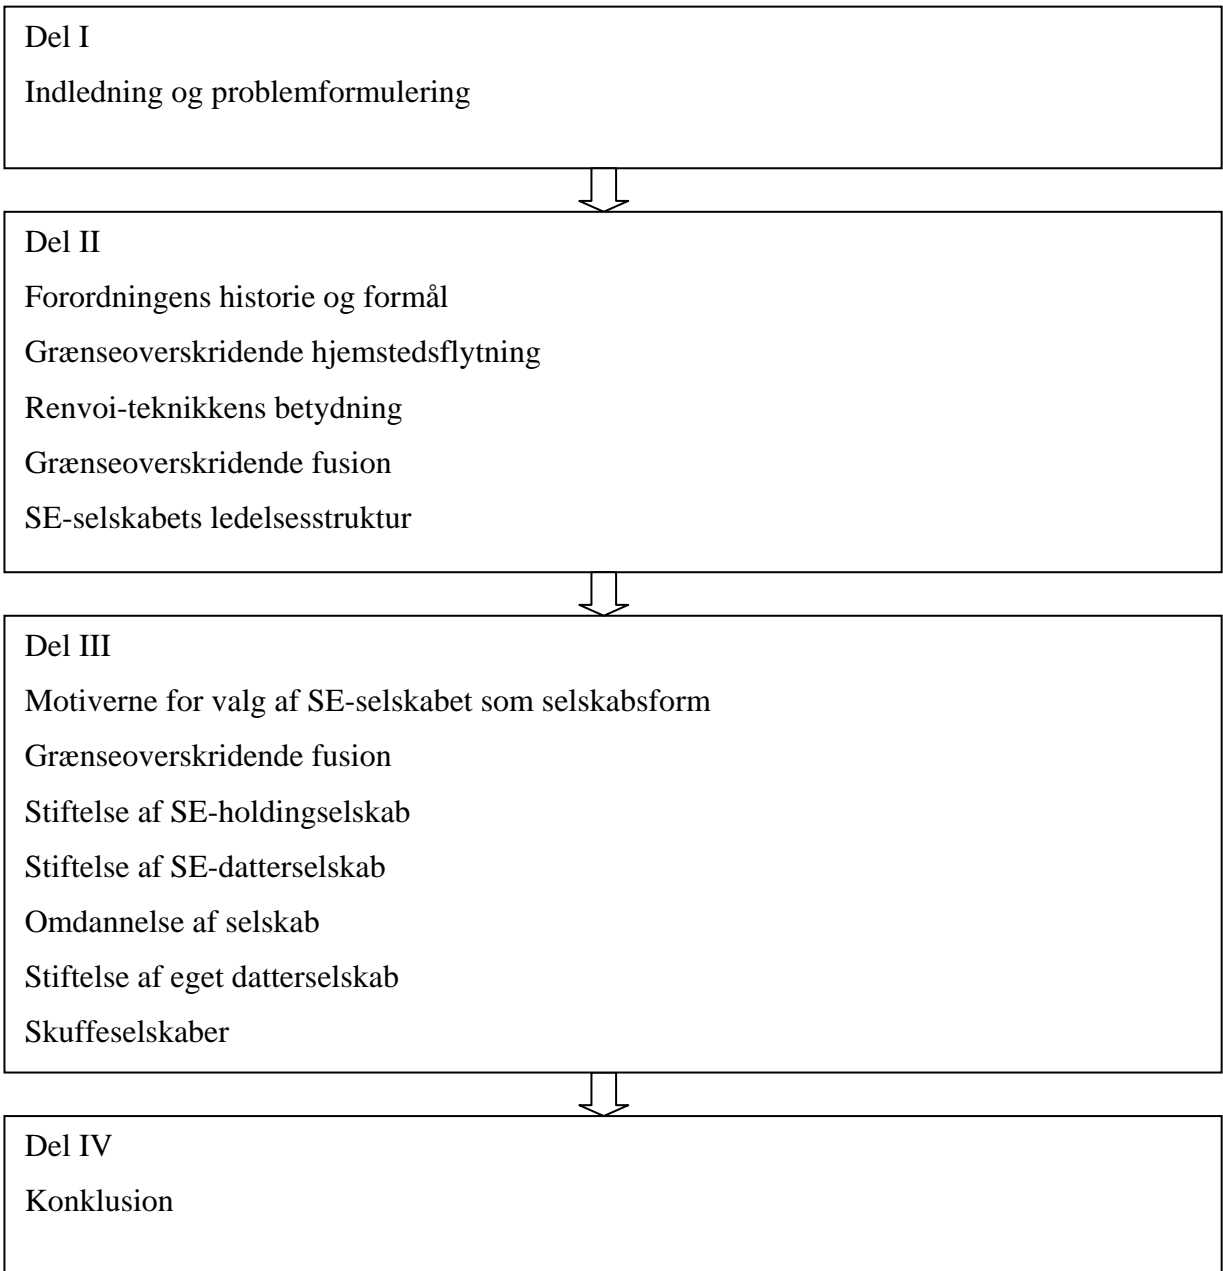 Del I
Indledning og problemformulering
Del II
Forordningens historie og formål
Grænseoverskridende hjemstedsflytning
Renvoi-teknikkens betydning
Grænseoverskridende fusion
SE-selskabets ledelsesstruktur
Del III
Motiverne for valg af SE-selskabet som selskabsform
Grænseoverskridende fusion
Stiftelse af SE-holdingselskab
Stiftelse af SE-datterselskab
Omdannelse af selskab
Stiftelse af eget datterselskab
Skuffeselskaber
Del IV
Konklusion